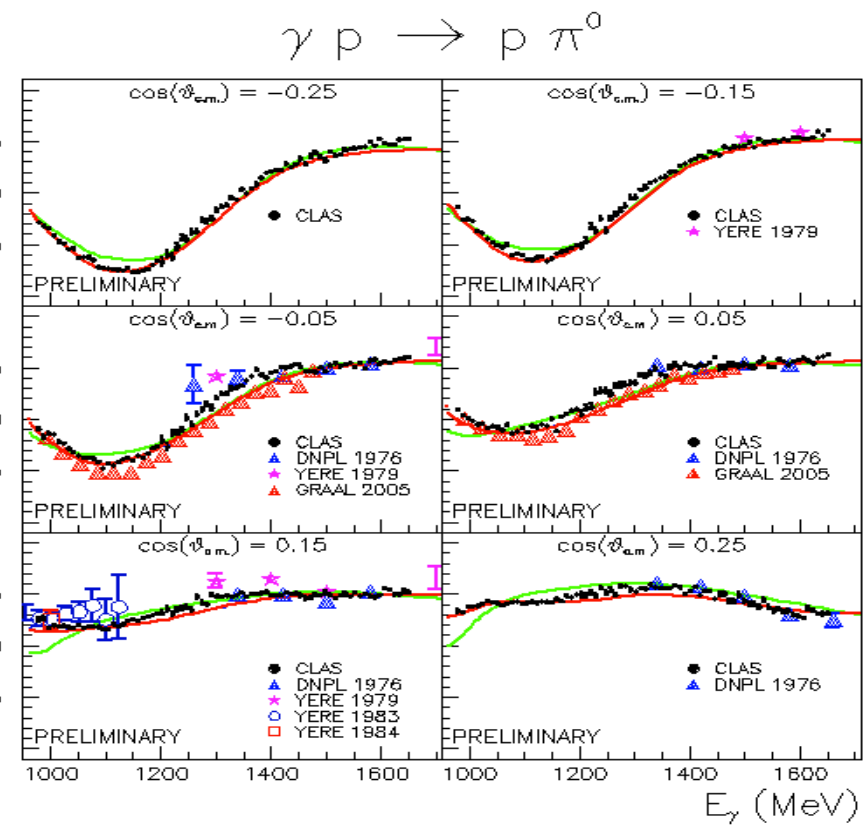 γ p → p π⁰
cos(ϑc.m.) = −0.25
CLAS
PRELIMINARY
cos(ϑc.m.) = −0.15
CLAS
YERE 1979
PRELIMINARY
cos(ϑc.m) = −0.05
CLAS
DNPL 1976
YERE 1979
GRAAL 2005
PRELIMINARY
cos(ϑc.m) = 0.05
CLAS
DNPL 1976
GRAAL 2005
PRELIMINARY
cos(ϑc.m.) = 0.15
CLAS
DNPL 1976
YERE 1979
YERE 1983
YERE 1984
PRELIMINARY
cos(ϑc.m) = 0.25
CLAS
DNPL 1976
PRELIMINARY
1000 1200 1400 1600 1000 1200 1400 1600
Eγ (MeV)